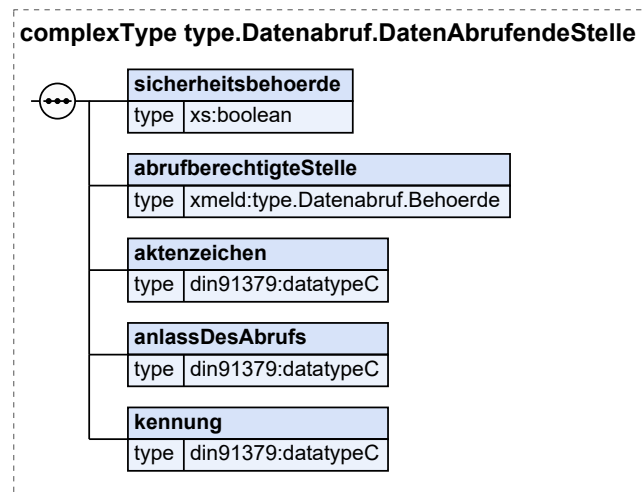 complexType type.Datenabruf.DatenAbrufendeStelle
sicherheitsbehoerde
type xs:boolean
abrufberechtigteStelle
type xmeld:type.Datenabruf.Behoerde
aktenzeichen
type din91379:datatypeC
anlassDesAbrufs
type din91379:datatypeC
kennung
type din91379:datatypeC